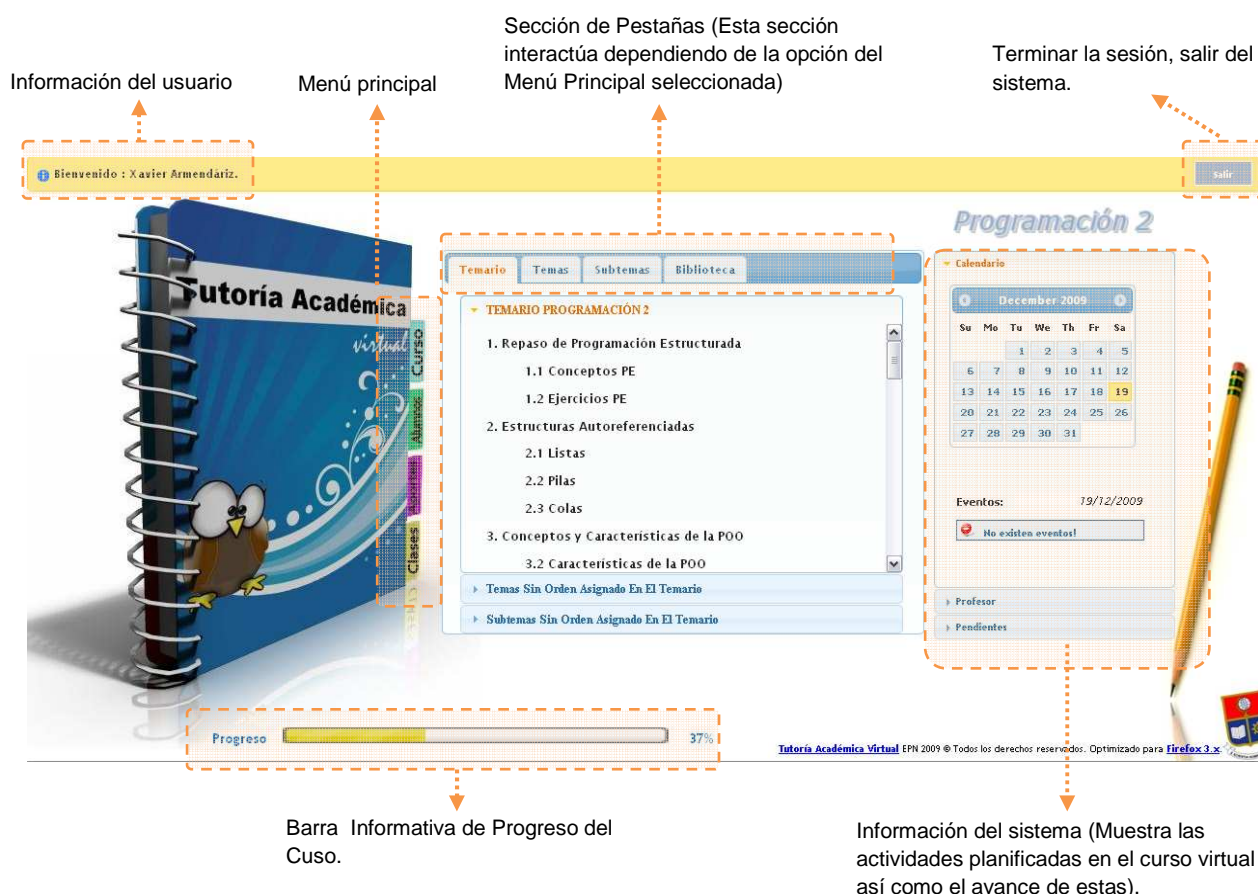 Sección de Pestañas (Esta sección
interactúa dependiendo de la opción del
Menú Principal seleccionada)
Terminar la sesión, salir del
sistema.
Información del usuario
Menú principal
Bienvenido : Xavier Armendáriz.
salir
Programación 2
Tutoría Académica
virtual
Curso
Alumnos
Clases
Temario
Temas
Subtemas
Biblioteca
TEMARIO PROGRAMACIÓN 2
1. Repaso de Programación Estructurada
1.1 Conceptos PE
1.2 Ejercicios PE
2. Estructuras Autoreferenciadas
2.1 Listas
2.2 Pilas
2.3 Colas
3. Conceptos y Características de la POO
3.2 Características de la POO
Temas Sin Orden Asignado En El Temario
Subtemas Sin Orden Asignado En El Temario
Calendario
December 2009
Su Mo Tu We Th Fr Sa
1 2 3 4 5
6 7 8 9 10 11 12
13 14 15 16 17 18 19
20 21 22 23 24 25 26
27 28 29 30 31
Eventos: 19/12/2009
No existen eventos!
Profesor
Pendientes
Progreso 37%
Tutoría Académica Virtual EPN 2009 © Todos los derechos reservados. Optimizado para Firefox 3.x
Barra Informativa de Progreso del
Cuso.
Información del sistema (Muestra las
actividades planificadas en el curso virtual
así como el avance de estas).